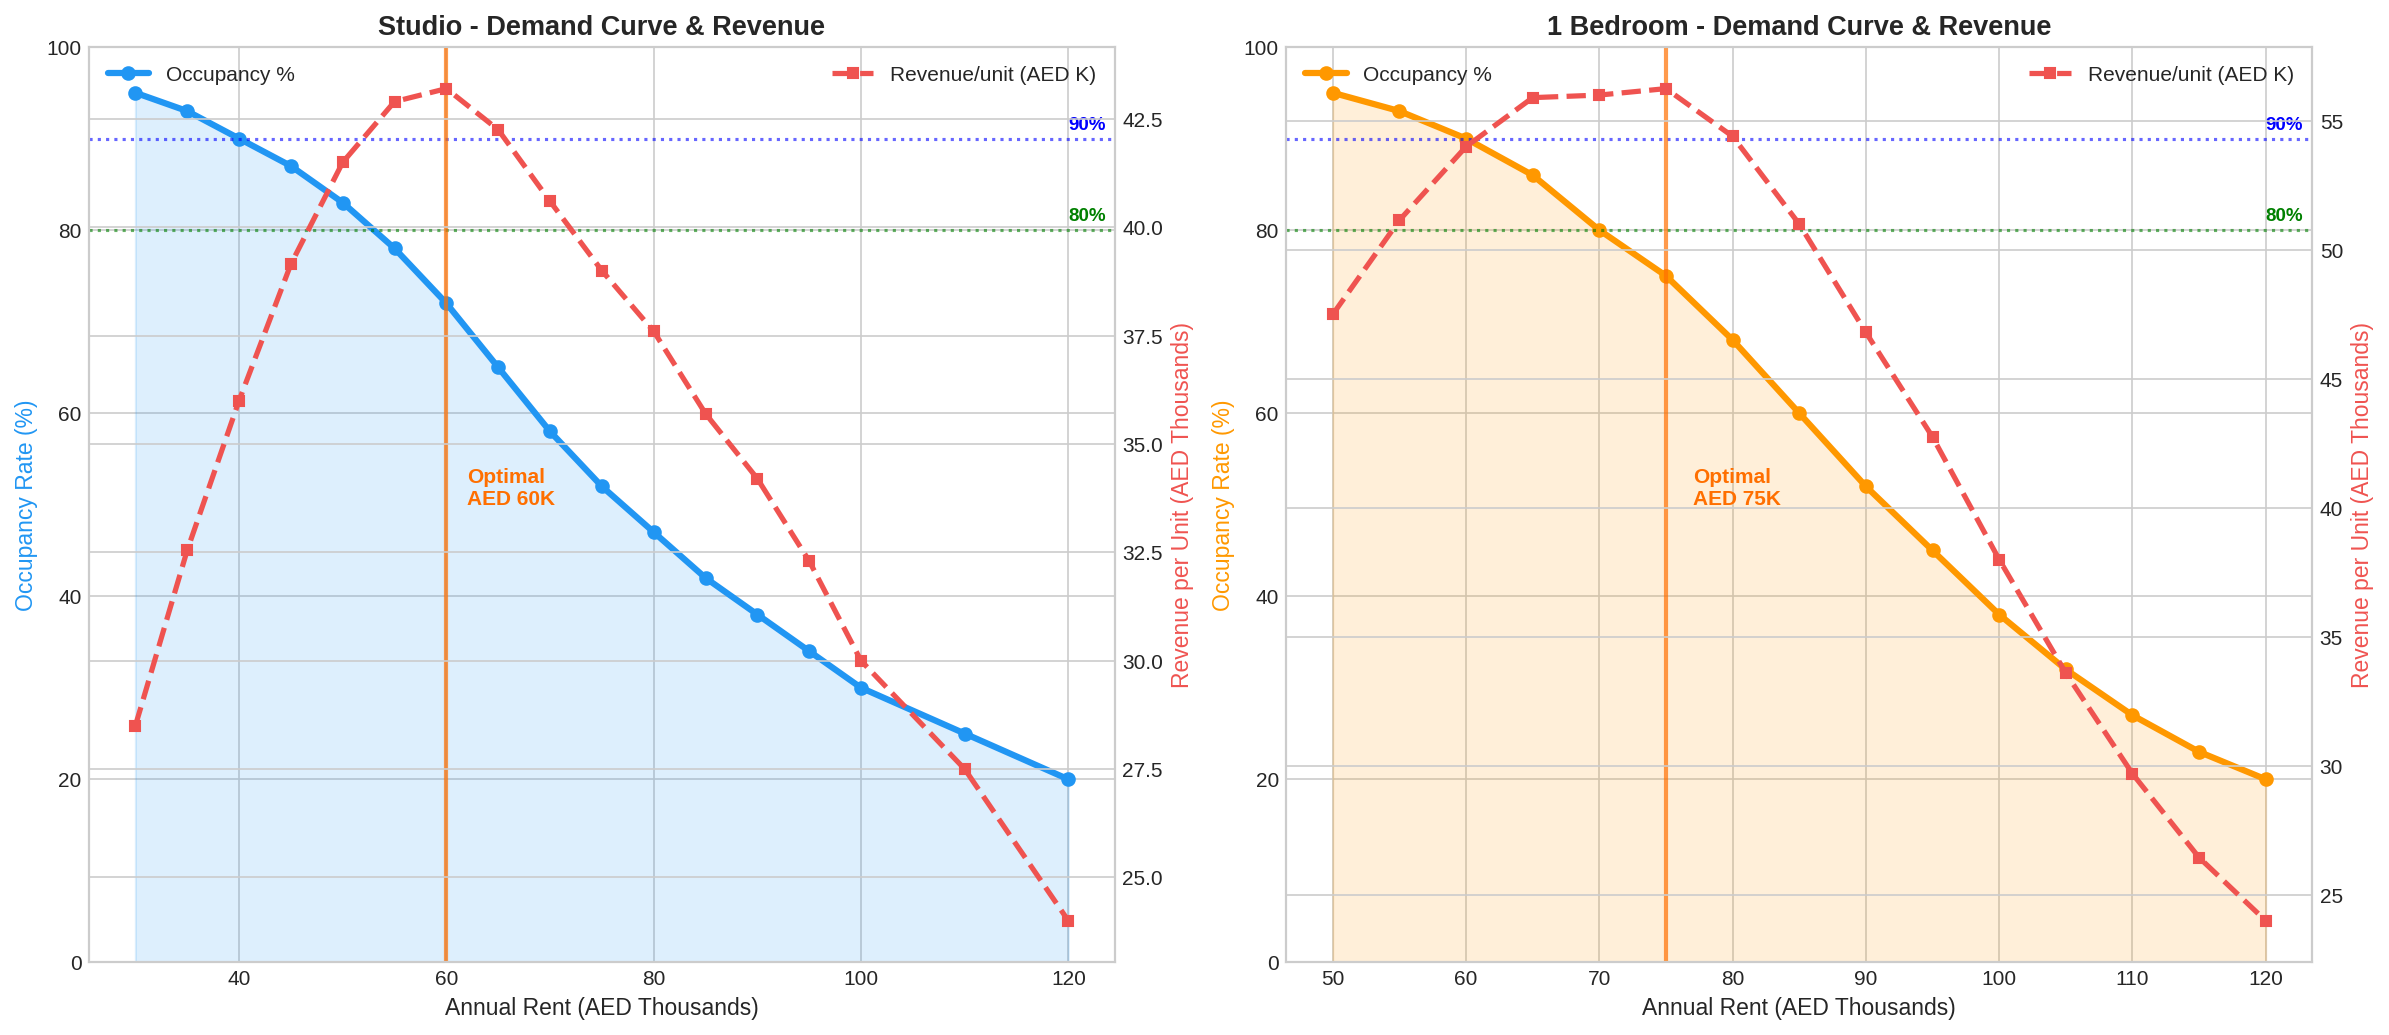 Studio - Demand Curve & Revenue
Occupancy %
Revenue/unit (AED K)
90%
80%
Optimal
AED 60K
Occupancy Rate (%)
100
80
60
40
20
0
42.5
40.0
37.5
35.0
32.5
30.0
27.5
25.0
Revenue per Unit (AED Thousands)
40 60 80 100 120
Annual Rent (AED Thousands)
1 Bedroom - Demand Curve & Revenue
Occupancy %
Revenue/unit (AED K)
90%
80%
Optimal
AED 75K
Occupancy Rate (%)
100
80
60
40
20
0
55
50
45
40
35
30
25
Revenue per Unit (AED Thousands)
50 60 70 80 90 100 110 120
Annual Rent (AED Thousands)